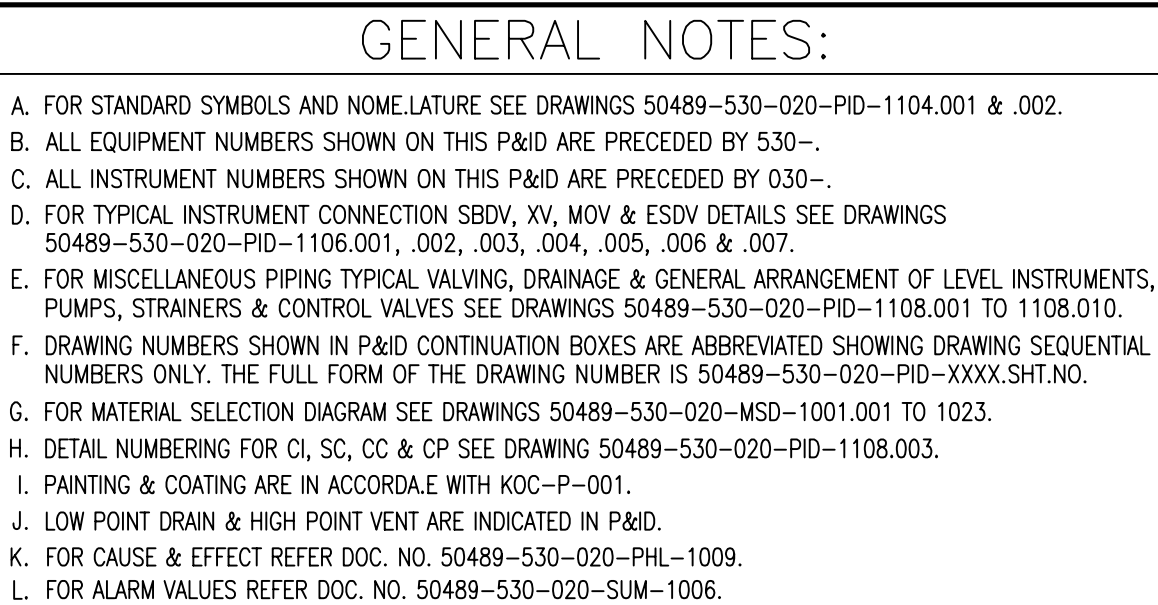 GENERAL NOTES:
A. FOR STANDARD SYMBOLS AND NOME.LATURE SEE DRAWINGS 50489-530-020-PID-1104.001 & .002.
B. ALL EQUIPMENT NUMBERS SHOWN ON THIS P&ID ARE PRECEDED BY 530-.
C. ALL INSTRUMENT NUMBERS SHOWN ON THIS P&ID ARE PRECEDED BY 030-.
D. FOR TYPICAL INSTRUMENT CONNECTION SBDV, XV, MOV & ESDV DETAILS SEE DRAWINGS
50489-530-020-PID-1106.001, .002, .003, .004, .005, .006 & .007.
E. FOR MISCELLANEOUS PIPING TYPICAL VALVING, DRAINAGE & GENERAL ARRANGEMENT OF LEVEL INSTRUMENTS,
PUMPS, STRAINERS & CONTROL VALVES SEE DRAWINGS 50489-530-020-PID-1108.001 TO 1108.010.
F. DRAWING NUMBERS SHOWN IN P&ID CONTINUATION BOXES ARE ABBREVIATED SHOWING DRAWING SEQUENTIAL
NUMBERS ONLY. THE FULL FORM OF THE DRAWING NUMBER IS 50489-530-020-PID-XXXX.SHT.NO.
G. FOR MATERIAL SELECTION DIAGRAM SEE DRAWINGS 50489-530-020-MSD-1001.001 TO 1023.
H. DETAIL NUMBERING FOR CI, SC, CC & CP SEE DRAWING 50489-530-020-PID-1108.003.
I. PAINTING & COATING ARE IN ACCORDA.E WITH KOC-P-001.
J. LOW POINT DRAIN & HIGH POINT VENT ARE INDICATED IN P&ID.
K. FOR CAUSE & EFFECT REFER DOC. NO. 50489-530-020-PHL-1009.
L. FOR ALARM VALUES REFER DOC. NO. 50489-530-020-SUM-1006.